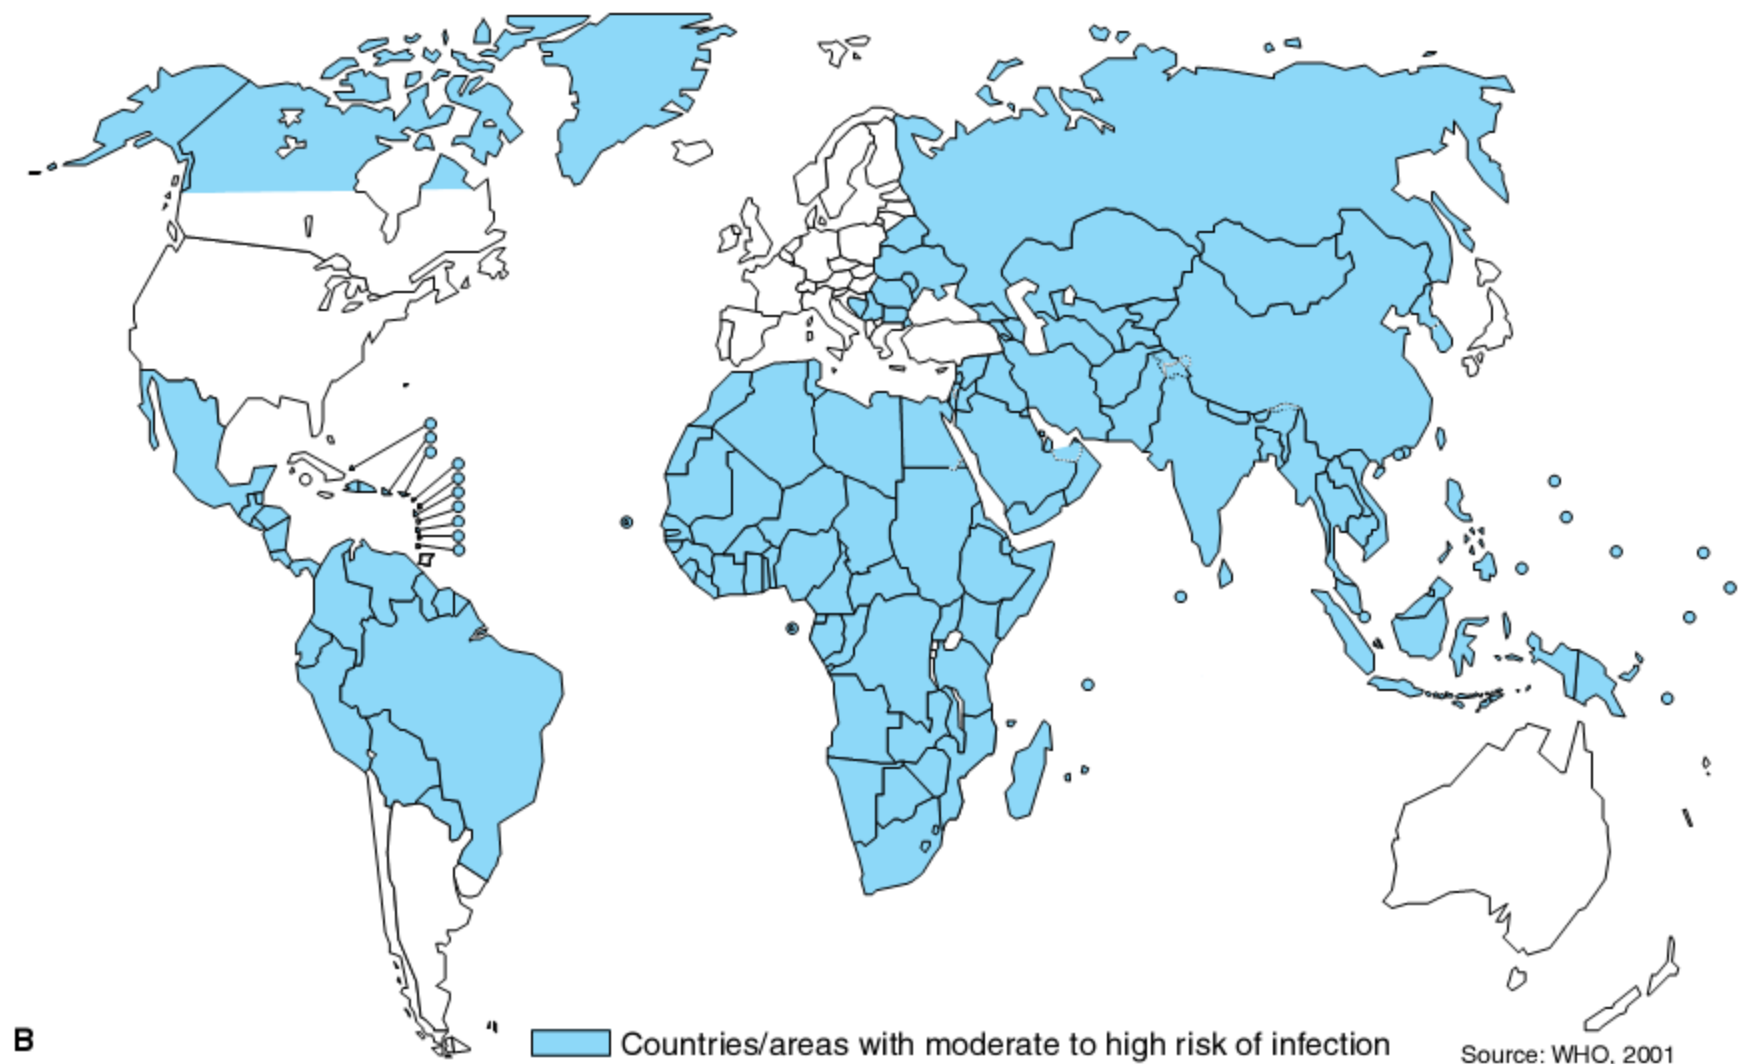 B
Countries/areas with moderate to high risk of infection
Source: WHO, 2001